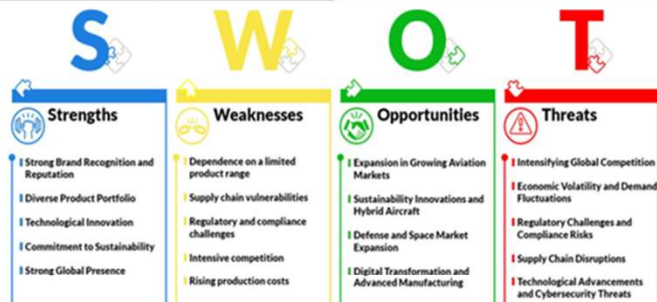 S
W
O
T
Strengths
Strong Brand Recognition and
Reputation
Diverse Product Portfolio
Technological Innovation
Commitment to Sustainability
Strong Global Presence
Weaknesses
Dependence on a limited
product range
Supply chain vulnerabilities
Regulatory and compliance
challenges
Intensive competition
Rising production costs
Opportunities
Expansion in Growing Aviation
Markets
Sustainability Innovations and
Hybrid Aircraft
Defense and Space Market
Expansion
Digital Transformation and
Advanced Manufacturing
Threats
Intensifying Global Competition
Economic Volatility and Demand
Fluctuations
Regulatory Challenges and
Compliance Risks
Supply Chain Disruptions
Technological Advancements
and Cybersecurity Threats